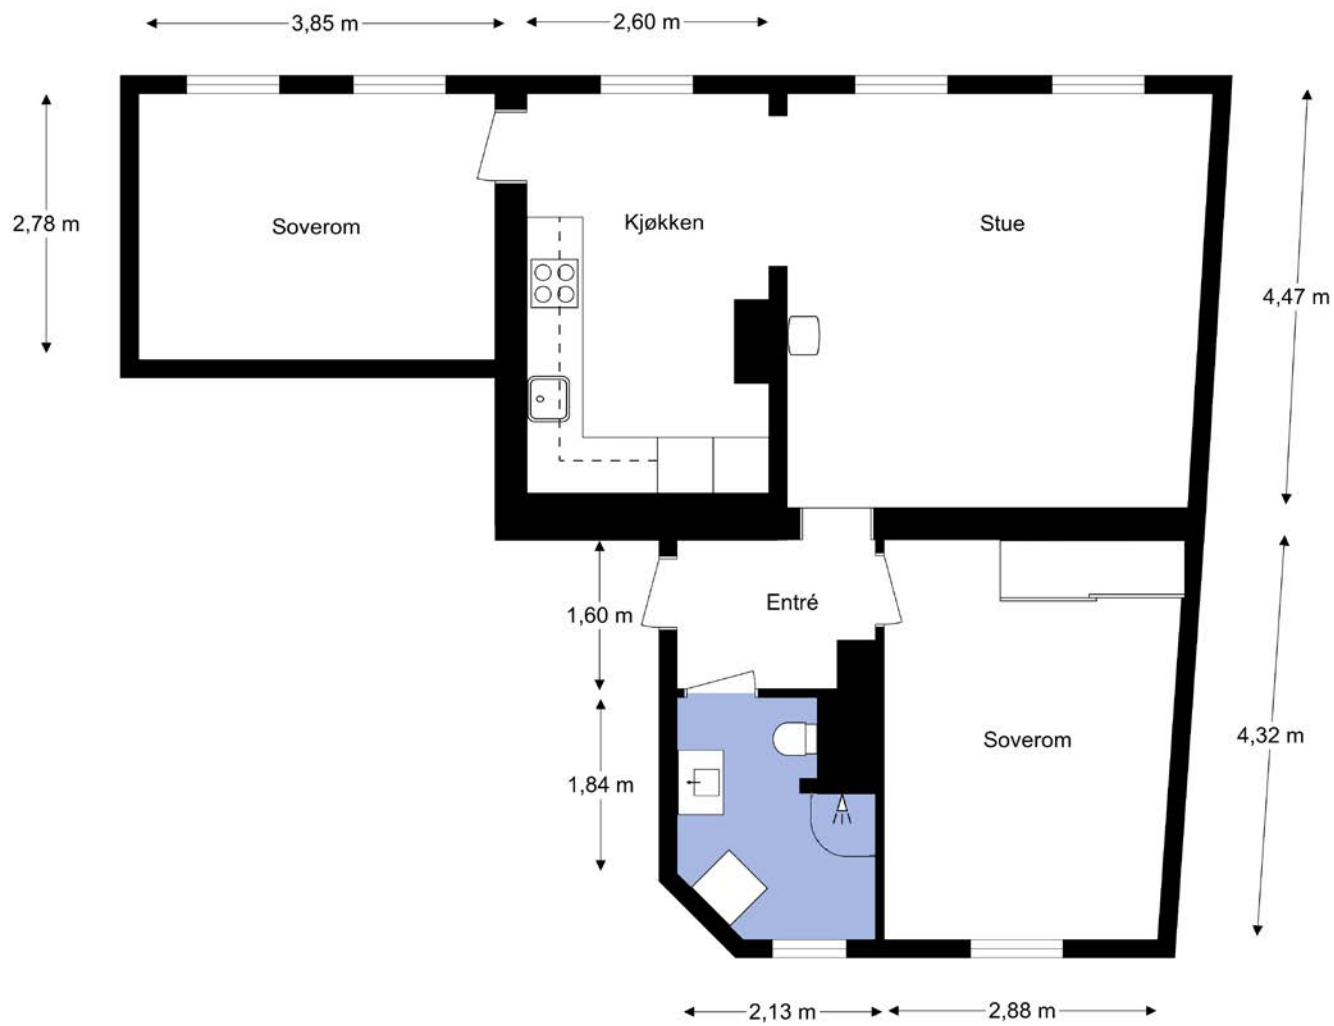 3,85 m
2,60 m
2,78 m
Soverom
Kjøkken
Stue
4,47 m
1,60 m
Entré
1,84 m
Soverom
4,32 m
2,13 m
2,88 m